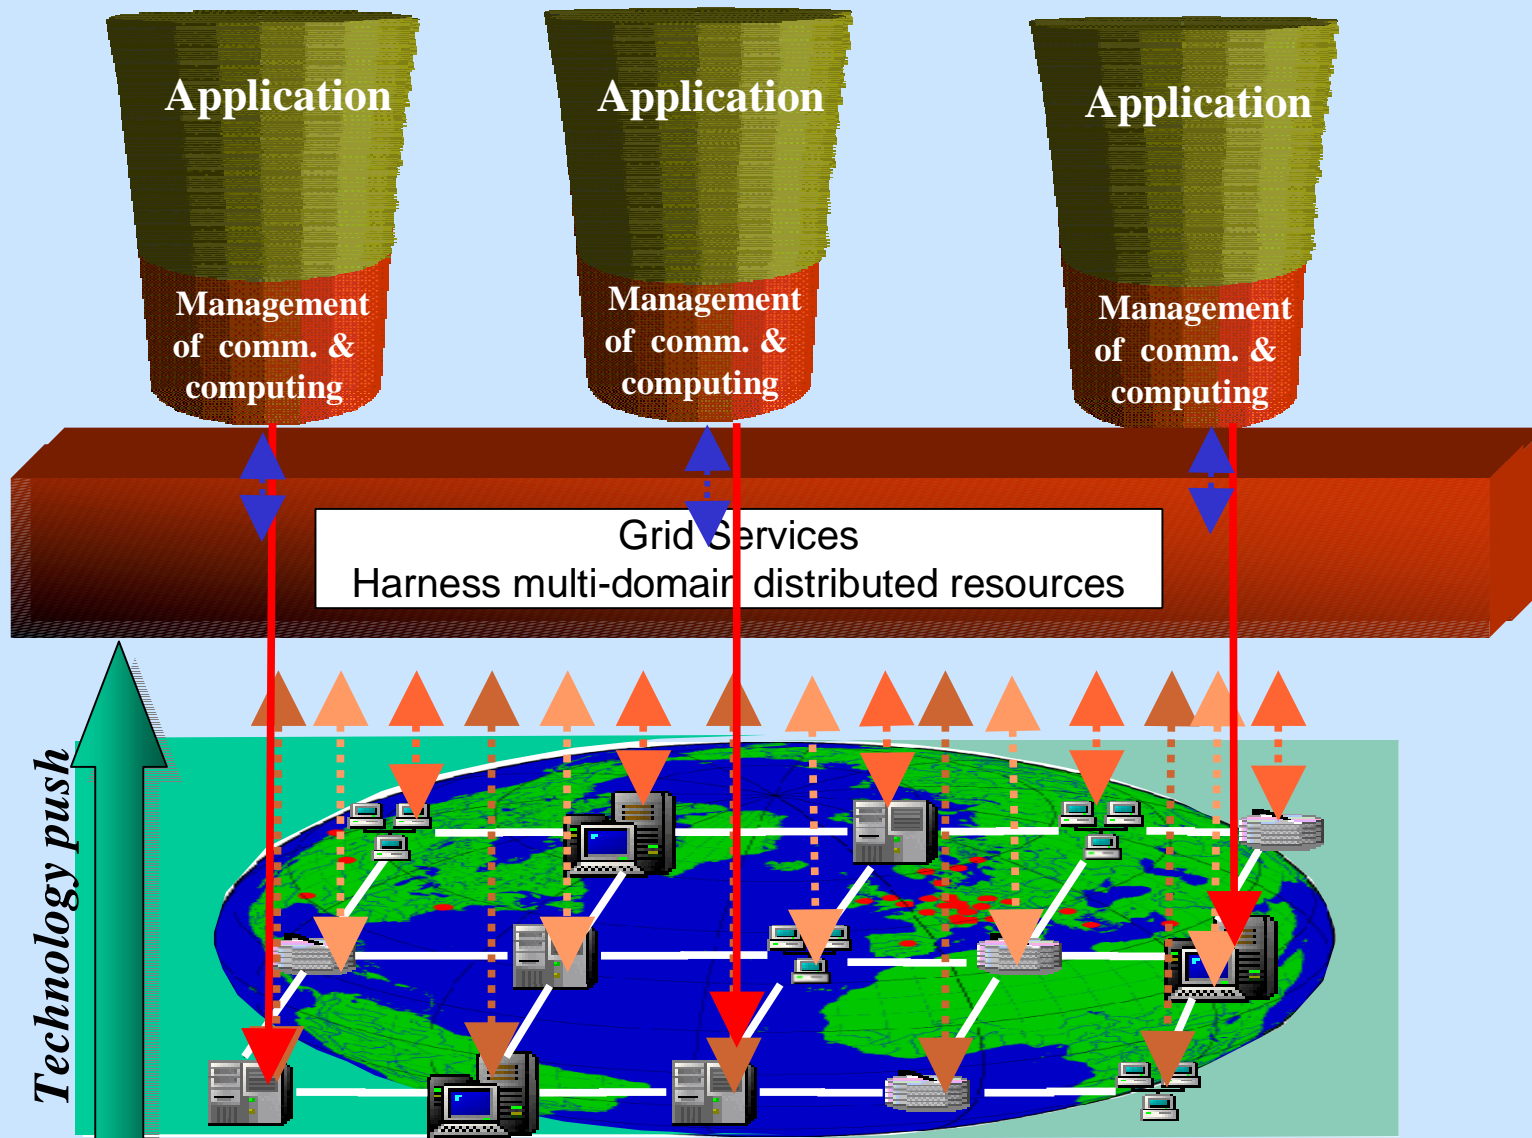 Application
Application
Application
Management
of comm. &
computing
Management
of comm. &
computing
Management
of comm. &
computing
Grid Services
Harness multi-domain distributed resources
Technology push